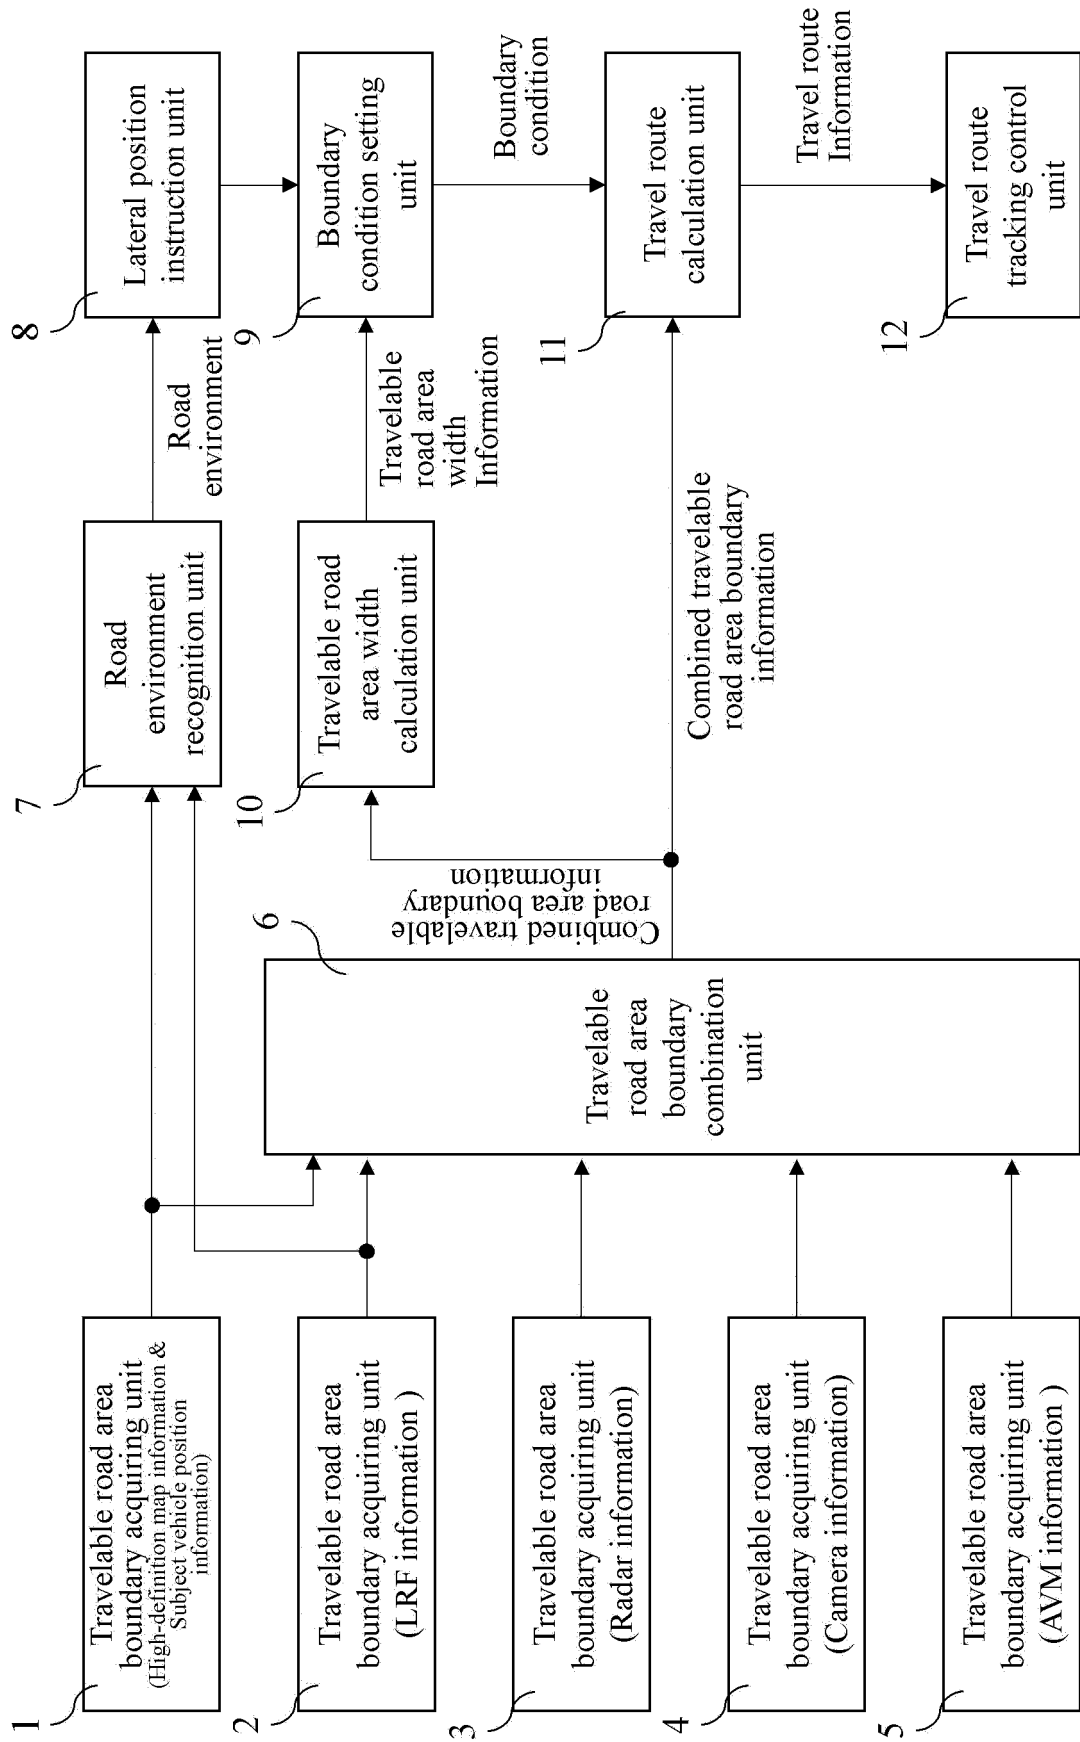 1
Travelable road area
boundary acquiring unit
(High-definition map information &
Subject vehicle position
information)
2
Travelable road area
boundary acquiring unit
(LRF information )
3
Travelable road area
boundary acquiring unit
(Radar information)
4
Travelable road area
boundary acquiring unit
(Camera information)
5
Travelable road area
boundary acquiring unit
(AVM information )
6
Travelable
road area
boundary
combination
unit
Combined travelable
road area boundary
information
7
Road
environment
recognition unit
Road
environment
8
Lateral position
instruction unit
10
Travelable road
area width
calculation unit
Travelable
road area
width
Information
9
Boundary
condition setting
unit
Boundary
condition
Combined travelable
road area boundary
information
11
Travel route
calculation unit
Travel route
Information
12
Travel route
tracking control
unit